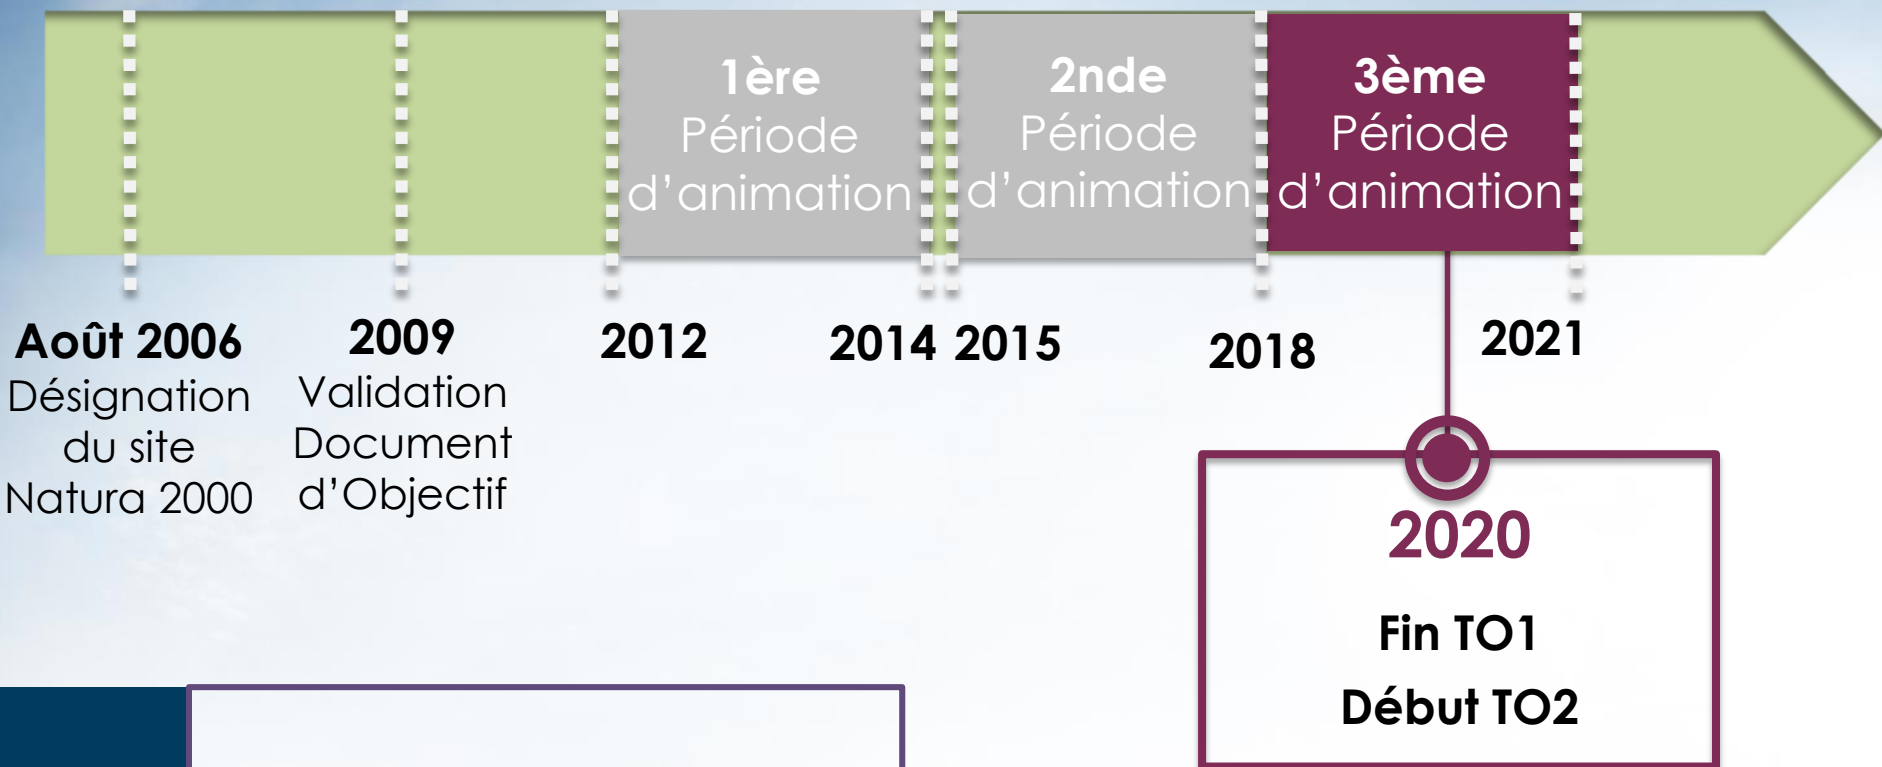 1ère
Période
d’animation
2nde
Période
d’animation
3ème
Période
d’animation
Août 2006
Désignation
du site
Natura 2000
2009
Validation
Document
d’Objectif
2012
2014
2015
2018
2021
2020
Fin TO1
Début TO2